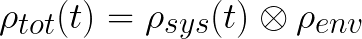 ρ_{tot}(t) = ρ_{sys}(t) ⊗ ρ_{env}